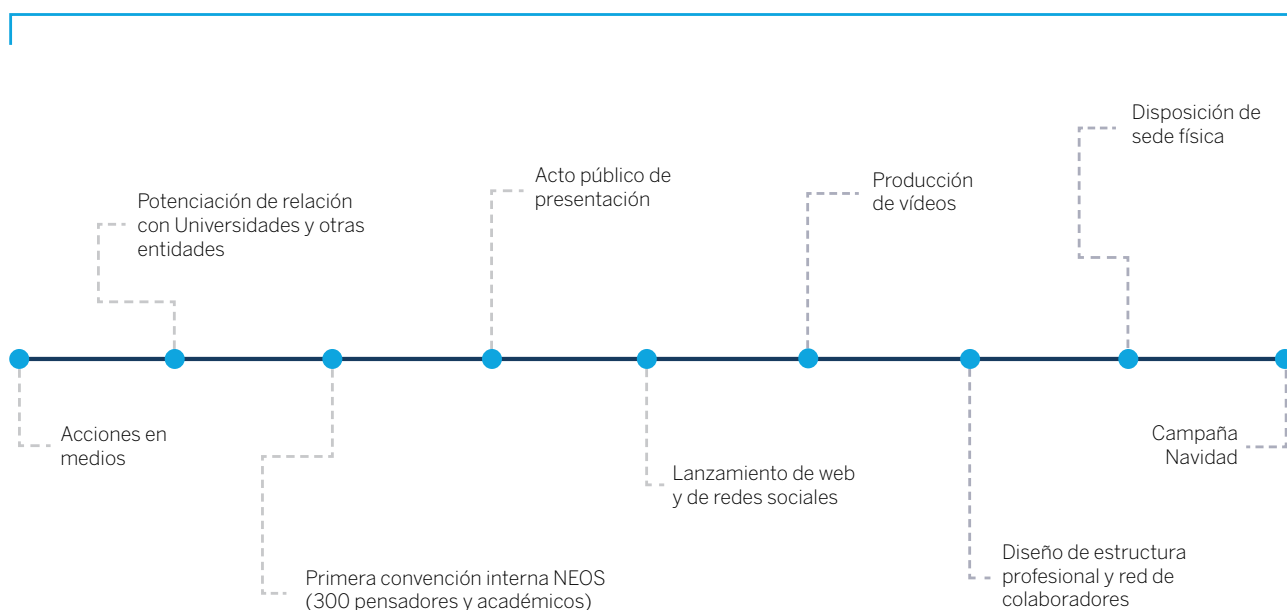 Acciones en
medios
Potenciación de relación
con Universidades y otras
entidades
Primera convención interna NEOS
(300 pensadores y académicos)
Acto público de
presentación
Lanzamiento de web
y de redes sociales
Producción
de vídeos
Diseño de estructura
profesional y red de
colaboradores
Disposición de
sede física
Campaña
Navidad